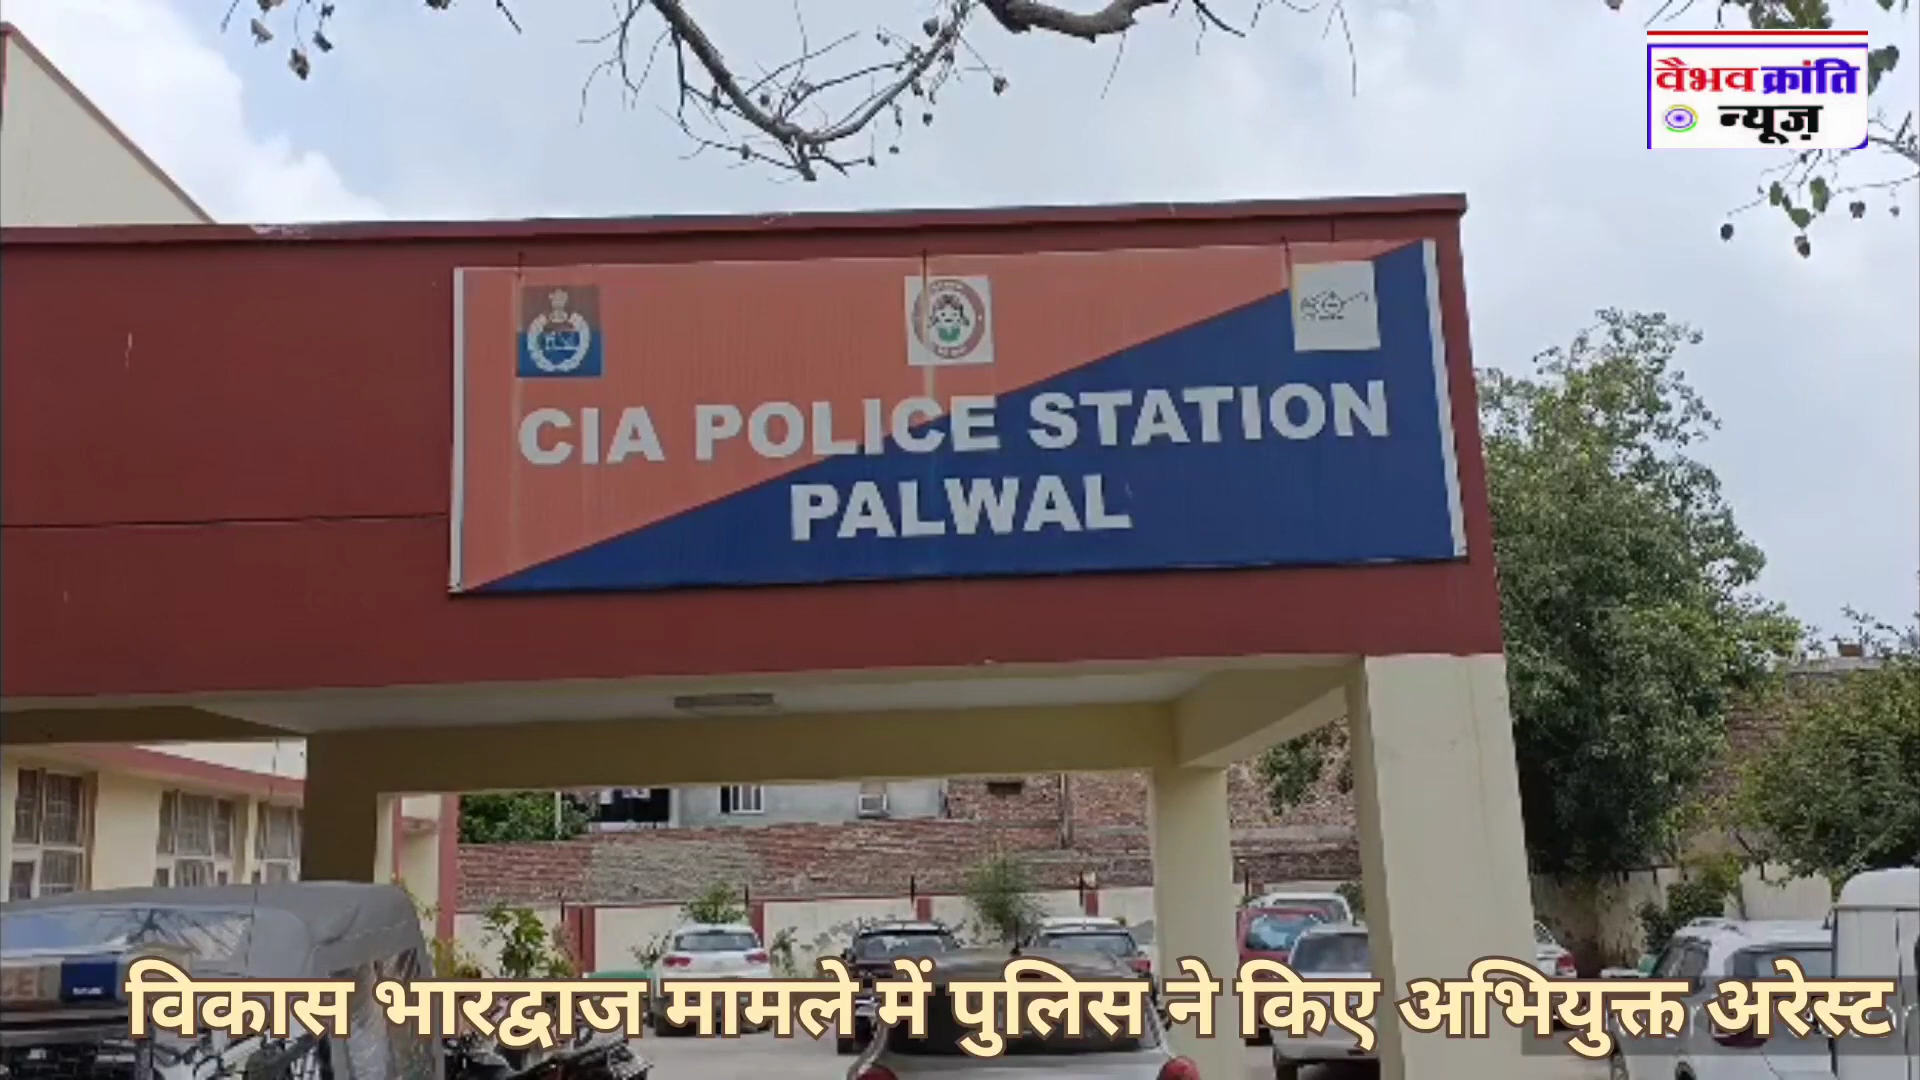 वैभव क्रांति
न्यूज़
CIA POLICE STATION
PALWAL
विकास भारद्वाज मामले में पुलिस ने किए अभियुक्त अरेस्ट